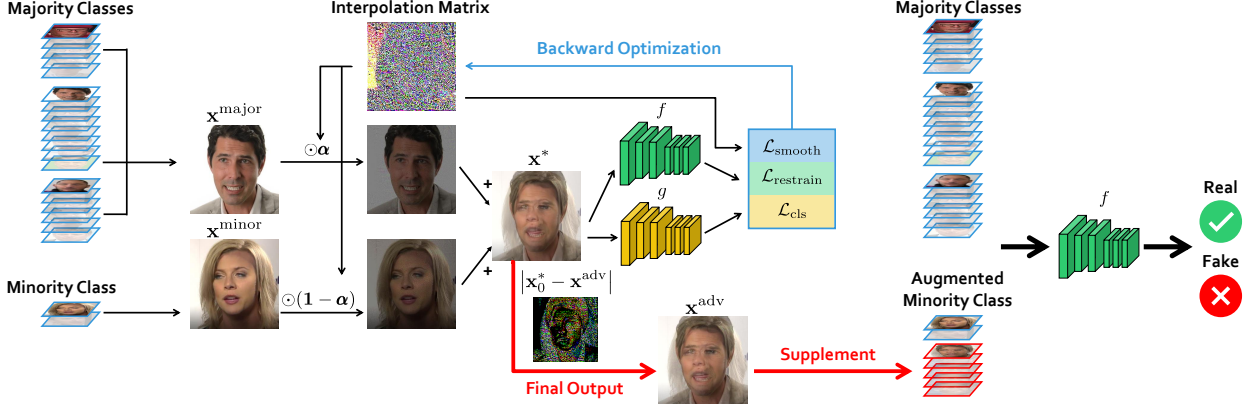 Majority Classes
Interpolation Matrix
Majority Classes
Backward Optimization
x^major
⊙α
f
x*
+
L_smooth
L_restrain
L_cls
g
f
Real
Fake
x^minor
+
Minority Class
⊙(1 − α)
|x*_0 − x^adv|
Augmented
Minority Class
x^adv
Supplement
Final Output